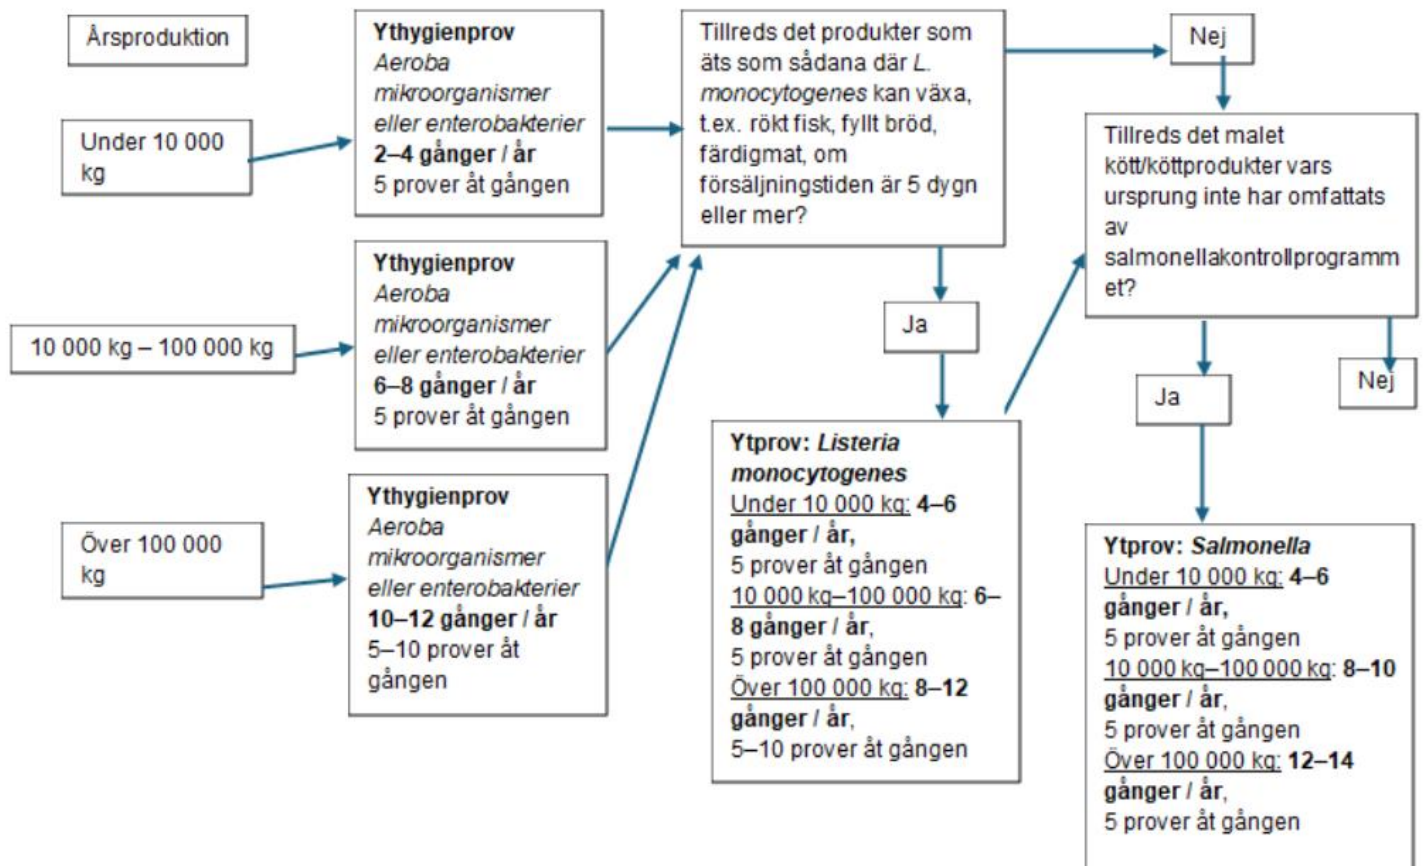 Årsproduktion
Under 10 000
kg
10 000 kg – 100 000 kg
Över 100 000
kg
Ythygienprov
Aeroba
mikroorganismer
eller enterobakterier
2–4 gånger / år
5 prover åt gången
Ythygienprov
Aeroba
mikroorganismer
eller enterobakterier
6–8 gånger / år
5 prover åt gången
Ythygienprov
Aeroba
mikroorganismer
eller enterobakterier
10–12 gånger / år
5–10 prover åt
gången
Tillreds det produkter som
äts som sådana där L.
monocytogenes kan växa,
t.ex. rökt fisk, fyllt bröd,
färdigmat, om
försäljningstiden är 5 dygn
eller mer?
Ja
Ytprov: Listeria
monocytogenes
Under 10 000 kg: 4–6
gånger / år,
5 prover åt gången
10 000 kg–100 000 kg: 6–
8 gånger / år,
5 prover åt gången
Över 100 000 kg: 8–12
gånger / år,
5–10 prover åt gången
Nej
Tillreds det malet
kött/köttprodukter vars
ursprung inte har omfattats
av
salmonellakontrollprogramm
et?
Ja
Nej
Ytprov: Salmonella
Under 10 000 kg: 4–6
gånger / år,
5 prover åt gången
10 000 kg–100 000 kg: 8–10
gånger / år,
5 prover åt gången
Över 100 000 kg: 12–14
gånger / år,
5 prover åt gången